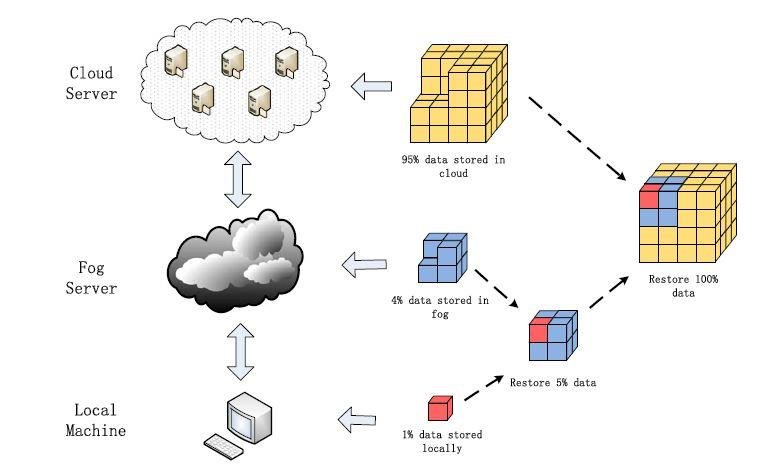 Cloud
Server
95% data stored in
cloud
Restore 100%
data
Fog
Server
4% data stored in
fog
Restore 5% data
Local
Machine
1% data stored
locally